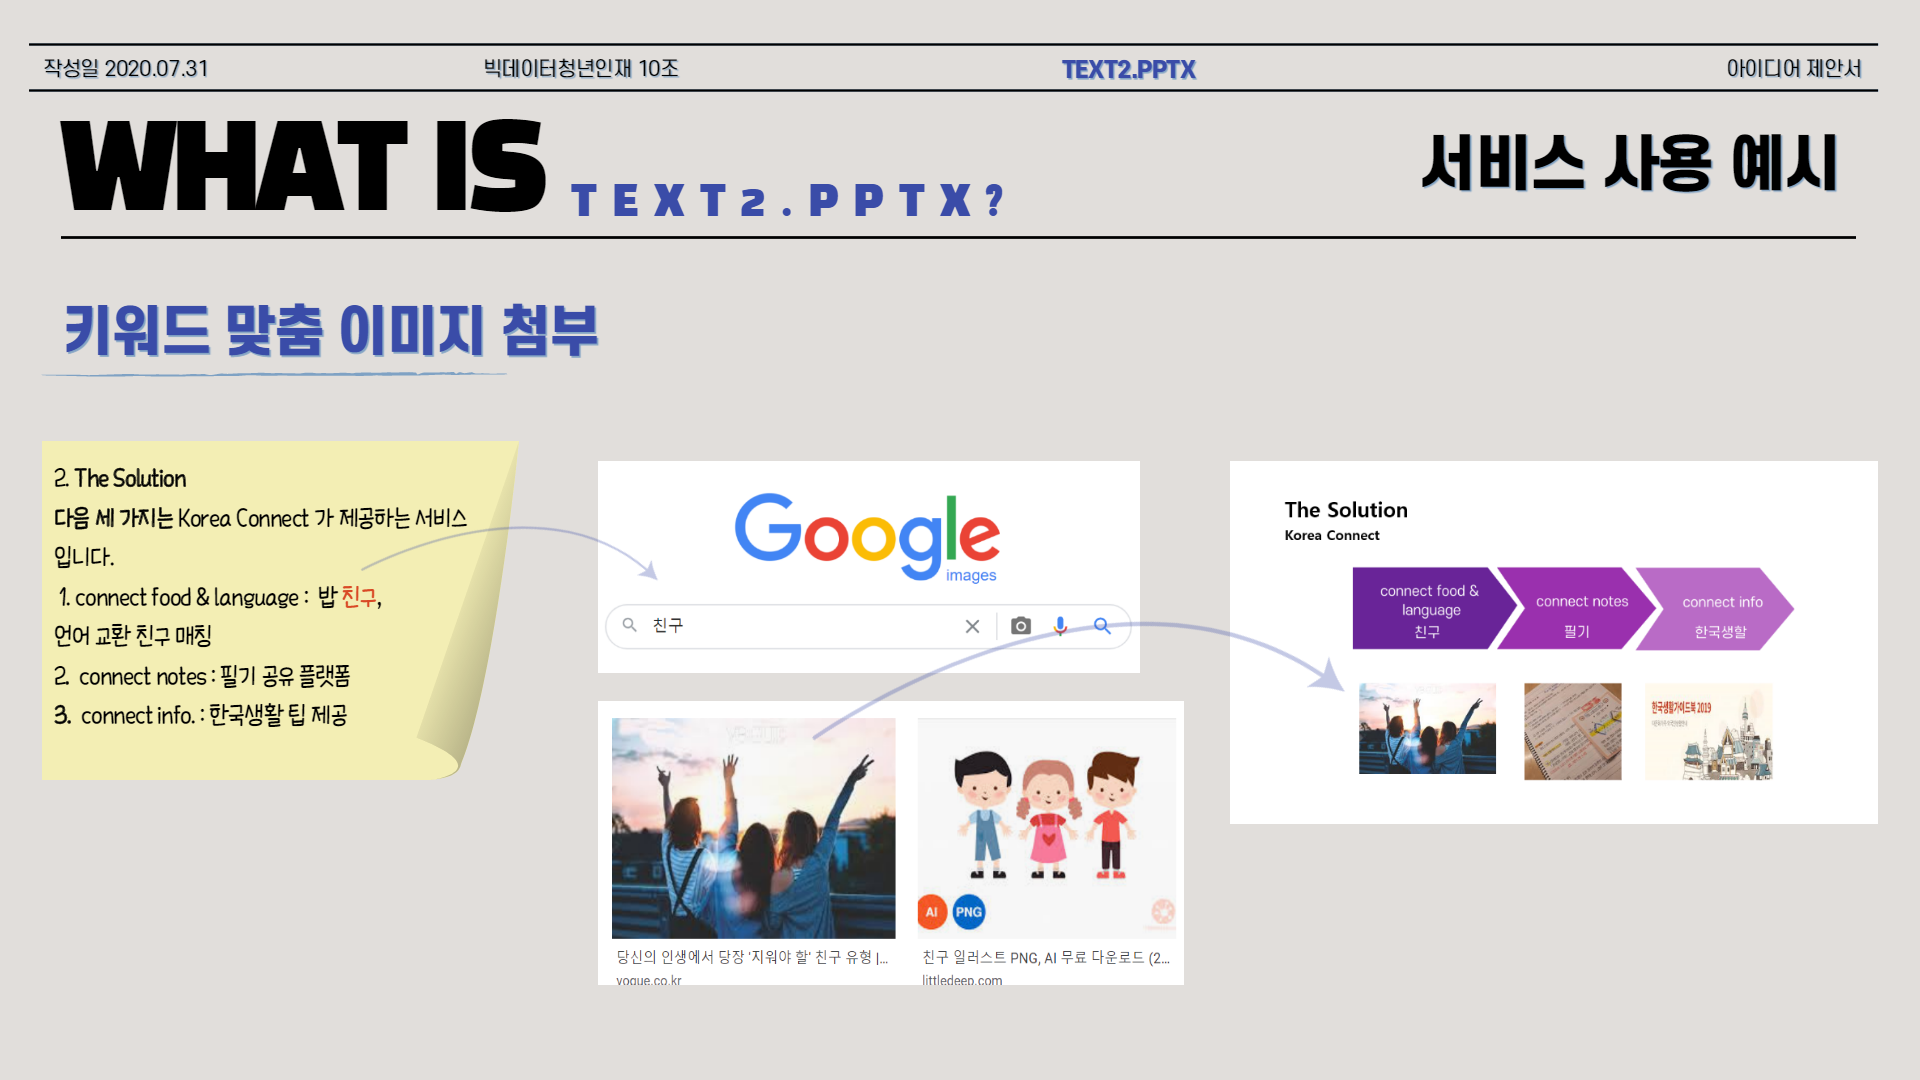 작성일 2020.07.31
빅데이터청년인재 10조
TEXT2.PPTX
아이디어 제안서
WHAT IS TEXT2.PPTX?
서비스 사용 예시
키워드 맞춤 이미지 첨부
2. The Solution
다음 세 가지는 Korea Connect 가 제공하는 서비스
입니다.
1. connect food & language : 밥 친구,
언어 교환 친구 매칭
2. connect notes : 필기 공유 플랫폼
3. connect info. : 한국생활 팁 제공
Google
images
친구
VOGUE
당신의 인생에서 당장 '지워야 할' 친구 유형 |...
vogue.co.kr
AI
PNG
친구 일러스트 PNG, AI 무료 다운로드 (2...
littledeep.com
The Solution
Korea Connect
connect food &
language
친구
connect notes
필기
connect info
한국생활
한국생활가이드북 2019